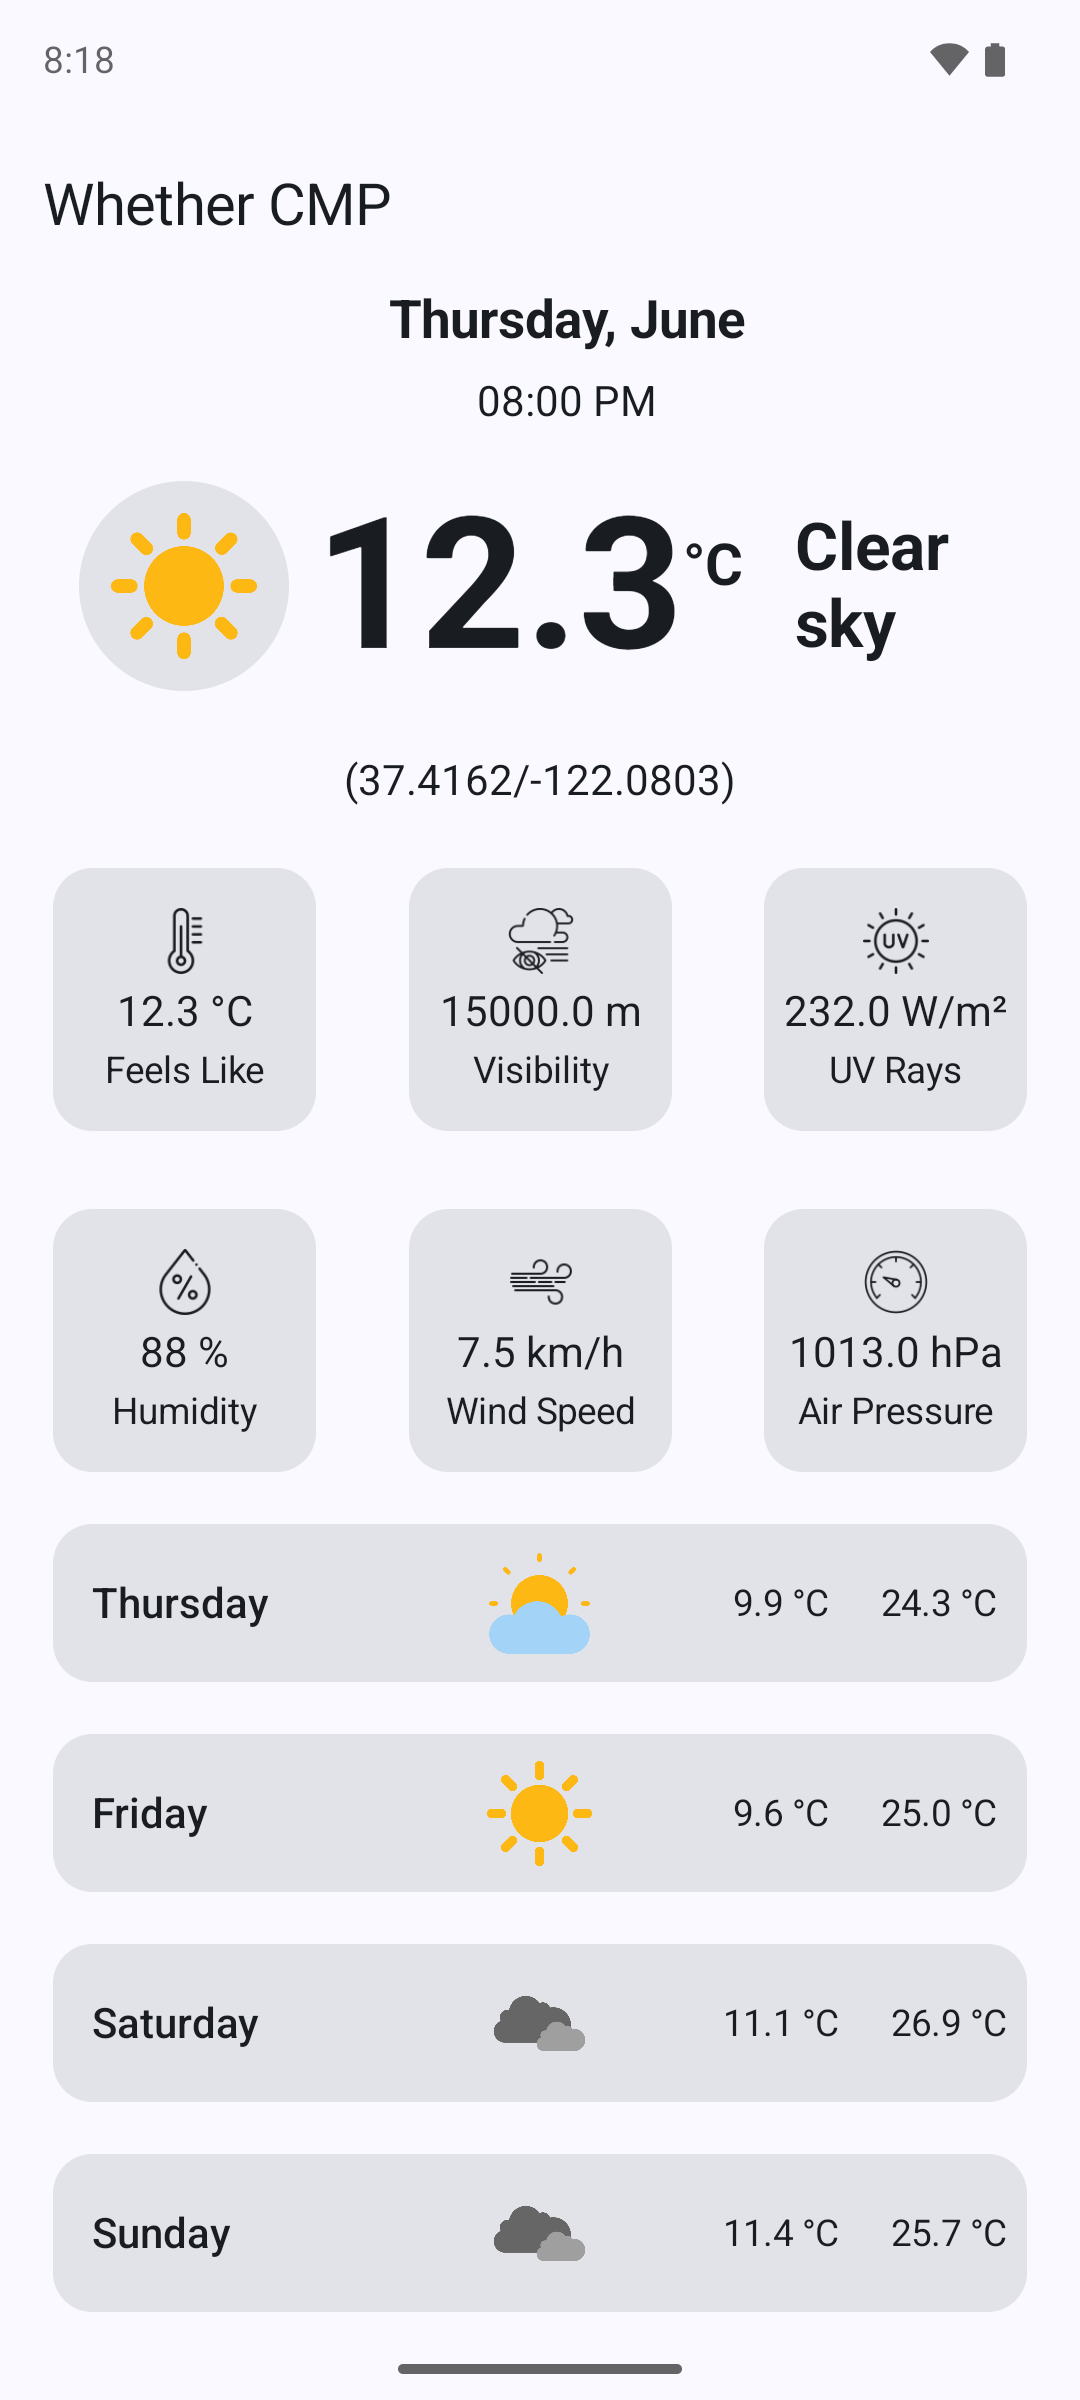 8:18
Whether CMP
Thursday, June
08:00 PM
12.3 °C
Clear
sky
(37.4162/-122.0803)
12.3 °C
Feels Like
15000.0 m
Visibility
UV
232.0 W/m²
UV Rays
%
88 %
Humidity
7.5 km/h
Wind Speed
1013.0 hPa
Air Pressure
Thursday 9.9 °C 24.3 °C
Friday 9.6 °C 25.0 °C
Saturday 11.1 °C 26.9 °C
Sunday 11.4 °C 25.7 °C